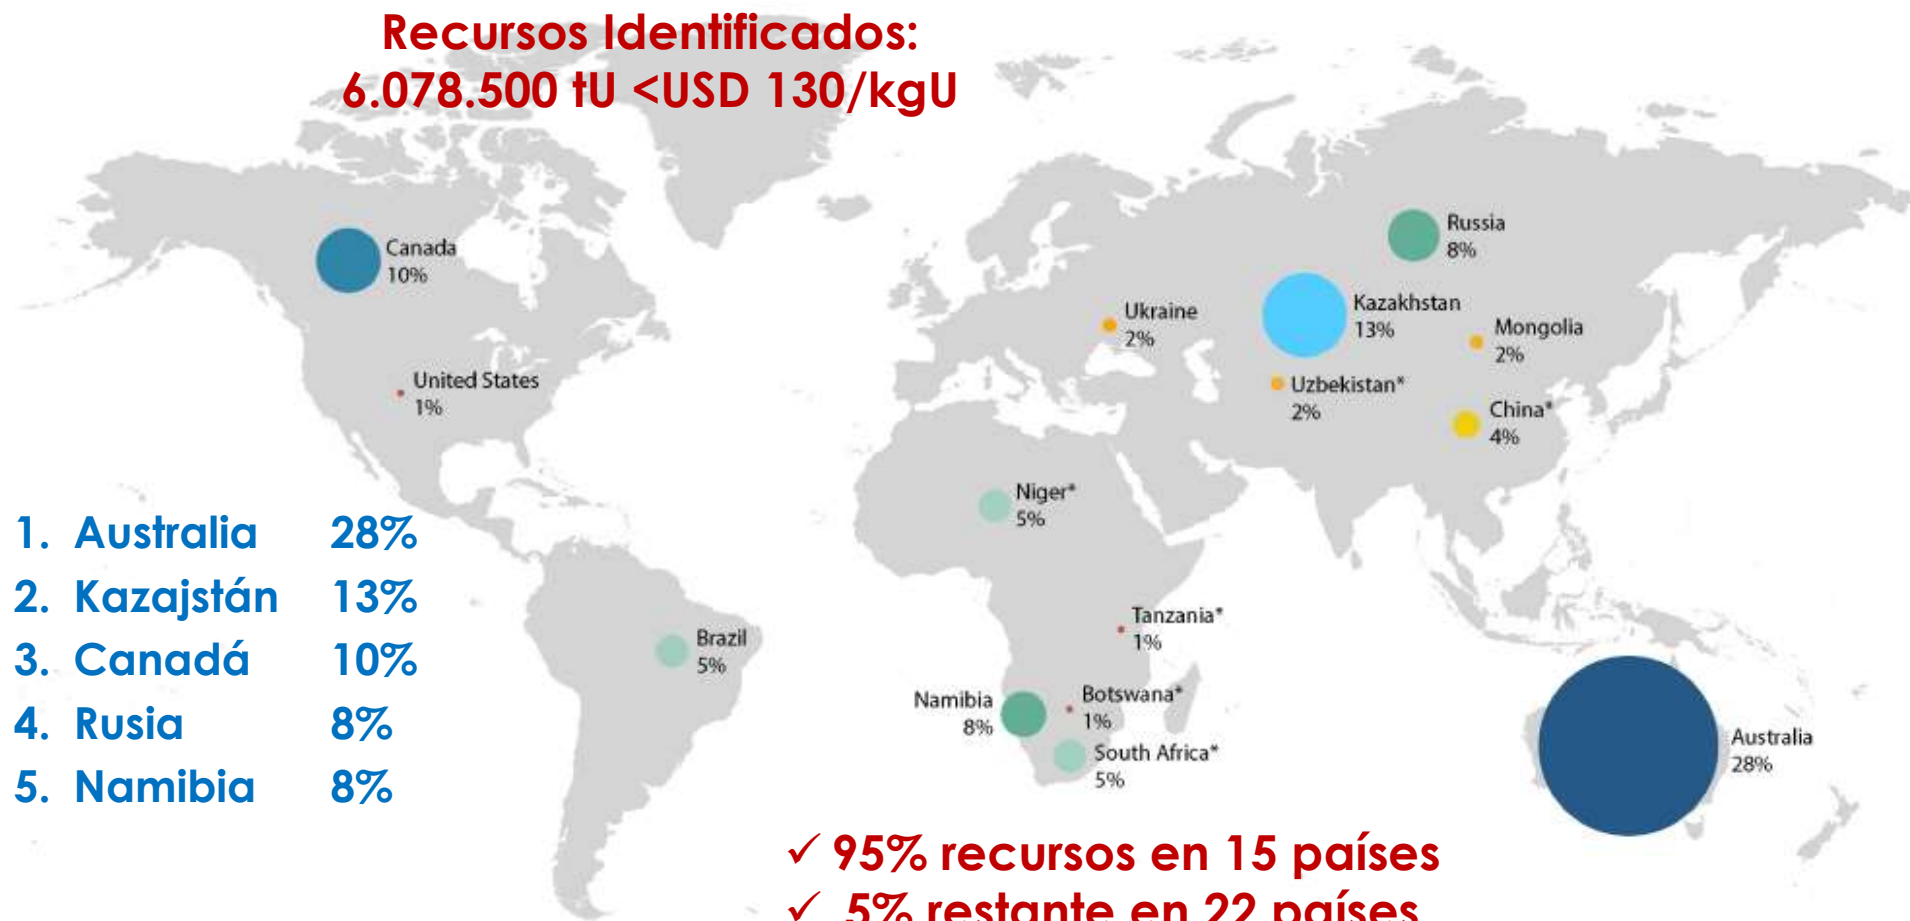 Recursos Identificados:
6.078.500 tU <USD 130/kgU
Canada
10%
Russia
8%
Kazakhstan
13%
Ukraine
2%
Mongolia
2%
United States
1%
Uzbekistan*
2%
China*
4%
Niger*
5%
1. Australia 28%
2. Kazajstán 13%
3. Canadá 10%
4. Rusia 8%
5. Namibia 8%
Brazil
5%
Tanzania*
1%
Namibia
8%
Botswana*
1%
South Africa*
5%
Australia
28%
✓ 95% recursos en 15 países
✓ 5% restante en 22 países